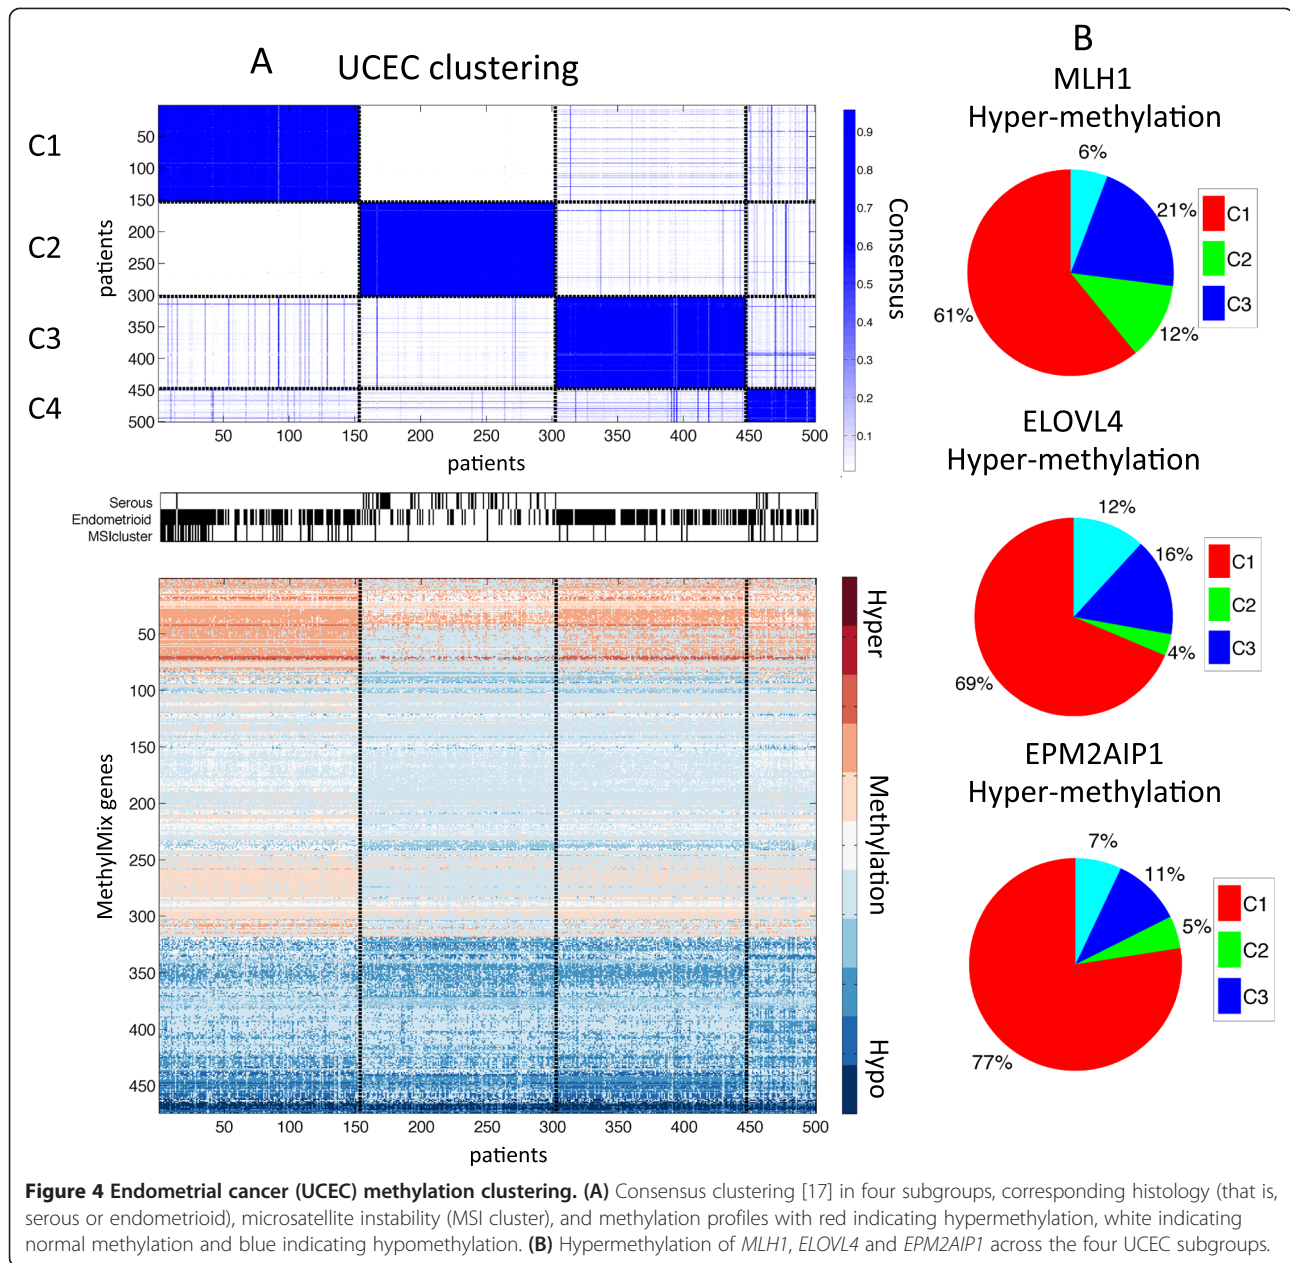 A
UCEC clustering
C1
C2
C3
C4
50
100
150
200
250
300
350
400
450
500
patients
50
100
150
200
250
300
350
400
450
500
patients
0.9
0.8
0.7
0.6
0.5
0.4
0.3
0.2
0.1
Consensus
Serous
Endometrioid
MSIcluster
50
100
150
200
250
300
350
400
450
MethylMix genes
50
100
150
200
250
300
350
400
450
500
patients
Hyper
Methylation
Hypo
B
MLH1
Hyper-methylation
6%
21%
12%
61%
C1
C2
C3
ELOVL4
Hyper-methylation
12%
16%
4%
69%
C1
C2
C3
EPM2AIP1
Hyper-methylation
7%
11%
5%
77%
C1
C2
C3
Figure 4 Endometrial cancer (UCEC) methylation clustering. (A) Consensus clustering [17] in four subgroups, corresponding histology (that is,
serous or endometrioid), microsatellite instability (MSI cluster), and methylation profiles with red indicating hypermethylation, white indicating
normal methylation and blue indicating hypomethylation. (B) Hypermethylation of MLH1, ELOVL4 and EPM2AIP1 across the four UCEC subgroups.